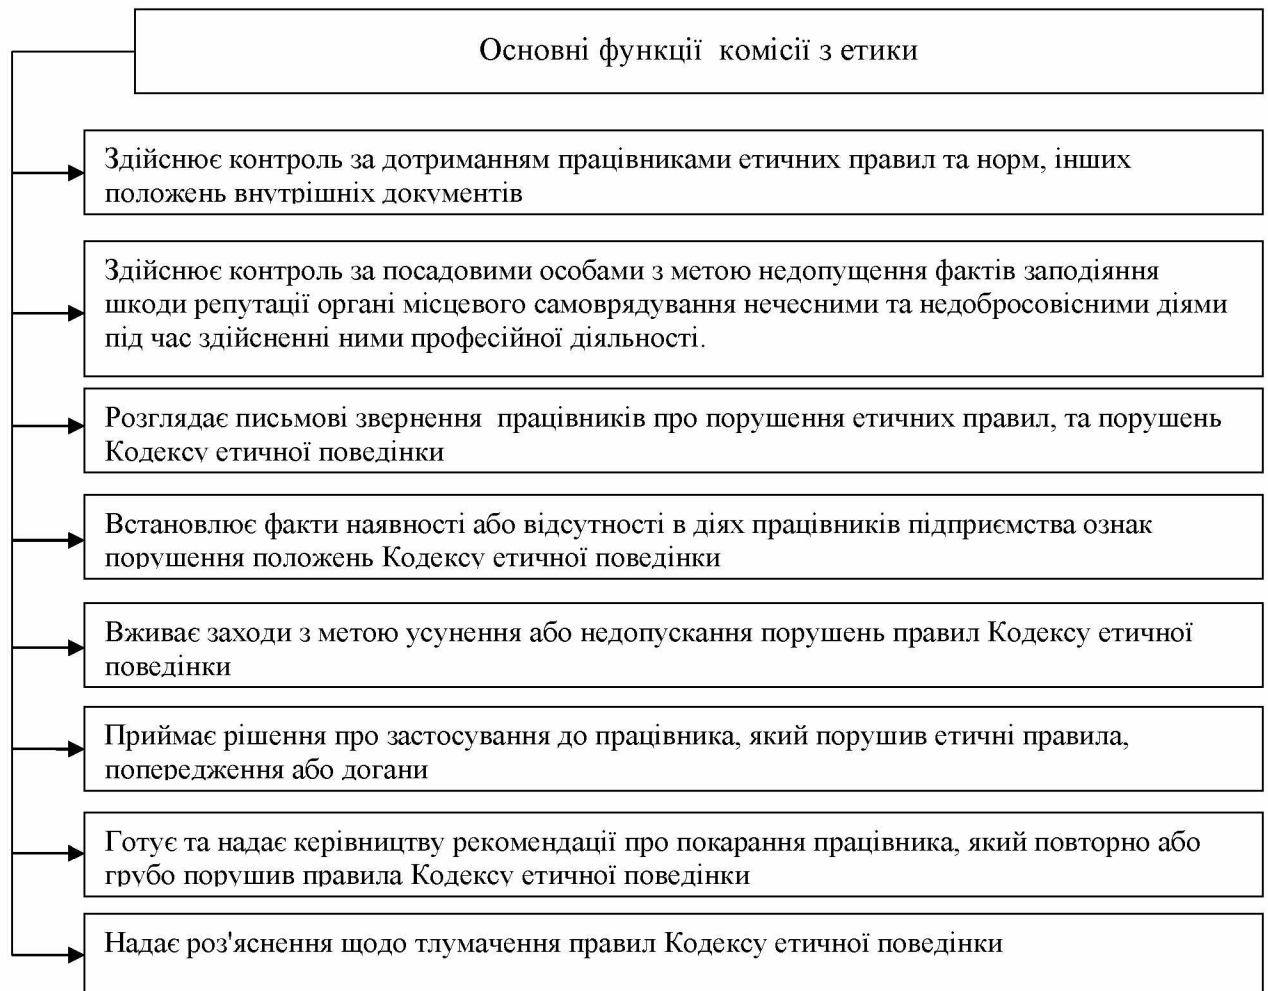 Основні функції комісії з етики
Здійснює контроль за дотриманням працівниками етичних правил та норм, інших
положень внутрішніх документів
Здійснює контроль за посадовими особами з метою недопущення фактів заподіяння
шкоди репутації органі місцевого самоврядування нечесними та недобросовісними діями
під час здійсненні ними професійної діяльності.
Розглядає письмові звернення працівників про порушення етичних правил, та порушень
Кодексу етичної поведінки
Встановлює факти наявності або відсутності в діях працівників підприємства ознак
порушення положень Кодексу етичної поведінки
Вживає заходи з метою усунення або недопускання порушень правил Кодексу етичної
поведінки
Приймає рішення про застосування до працівника, який порушив етичні правила,
попередження або догани
Готує та надає керівництву рекомендації про покарання працівника, який повторно або
грубо порушив правила Кодексу етичної поведінки
Надає роз'яснення щодо тлумачення правил Кодексу етичної поведінки